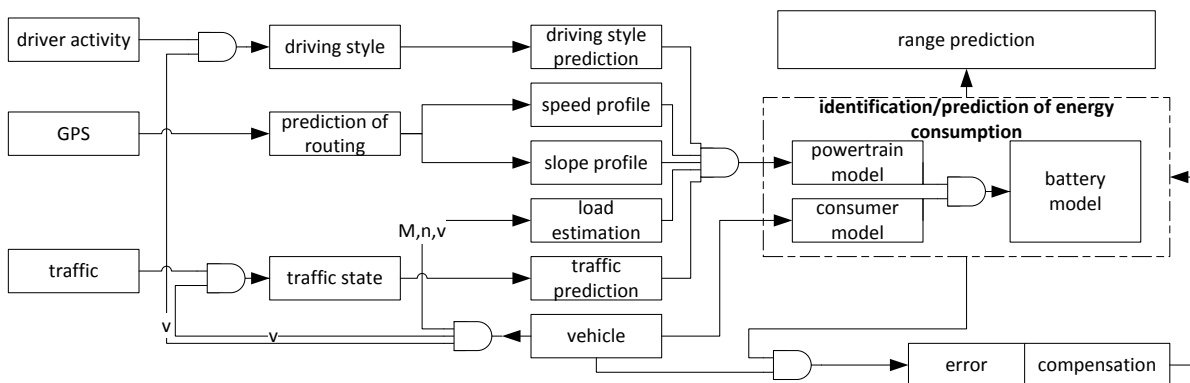 driver activity
driving style
driving style
prediction
range prediction
GPS
prediction of
routing
speed profile
slope profile
identification/prediction of energy
consumption
powertrain
model
consumer
model
battery
model
load
estimation
M,n,v
traffic
traffic state
traffic
prediction
v
v
vehicle
error
compensation